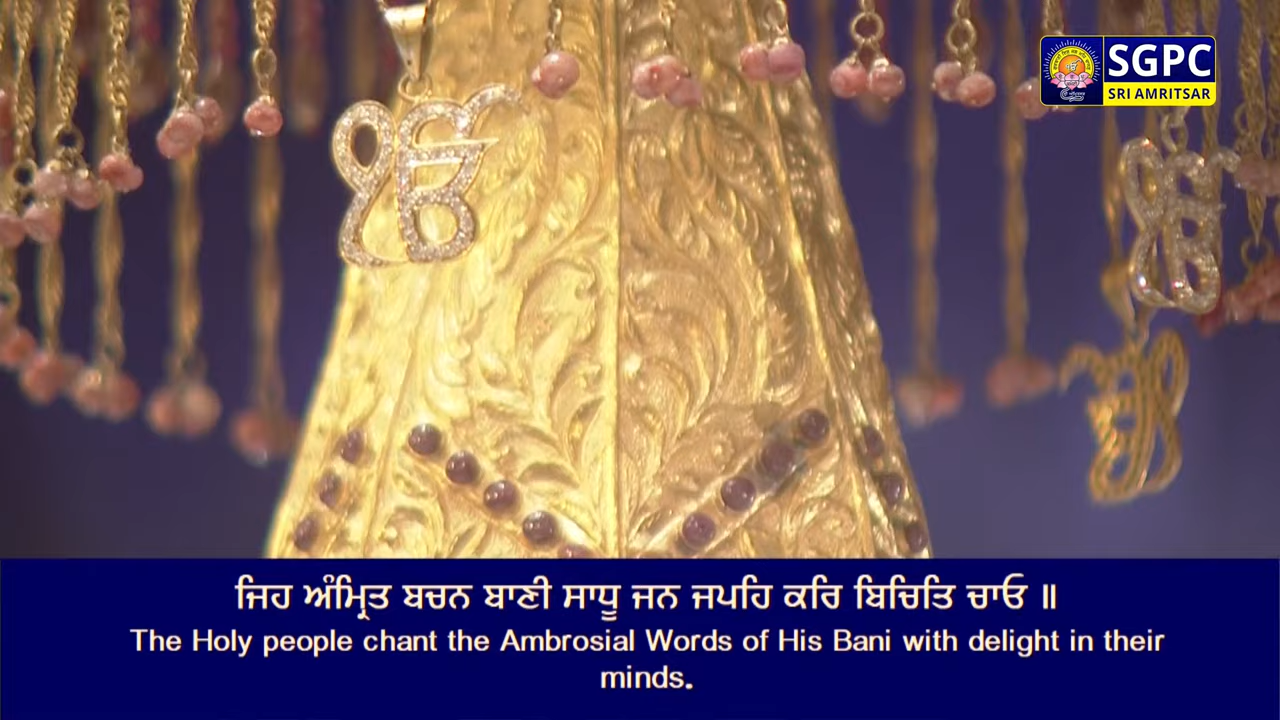 SGPC
SRI AMRITSAR
ੴ
ੴ
ਜਿਹ ਅੰਮ੍ਰਿਤ ਬਚਨ ਬਾਣੀ ਸਾਧੂ ਜਨ ਜਪਹਿ ਕਰਿ ਬਿਚਿਤਿ ਚਾਓ ॥
The Holy people chant the Ambrosial Words of His Bani with delight in their
minds.